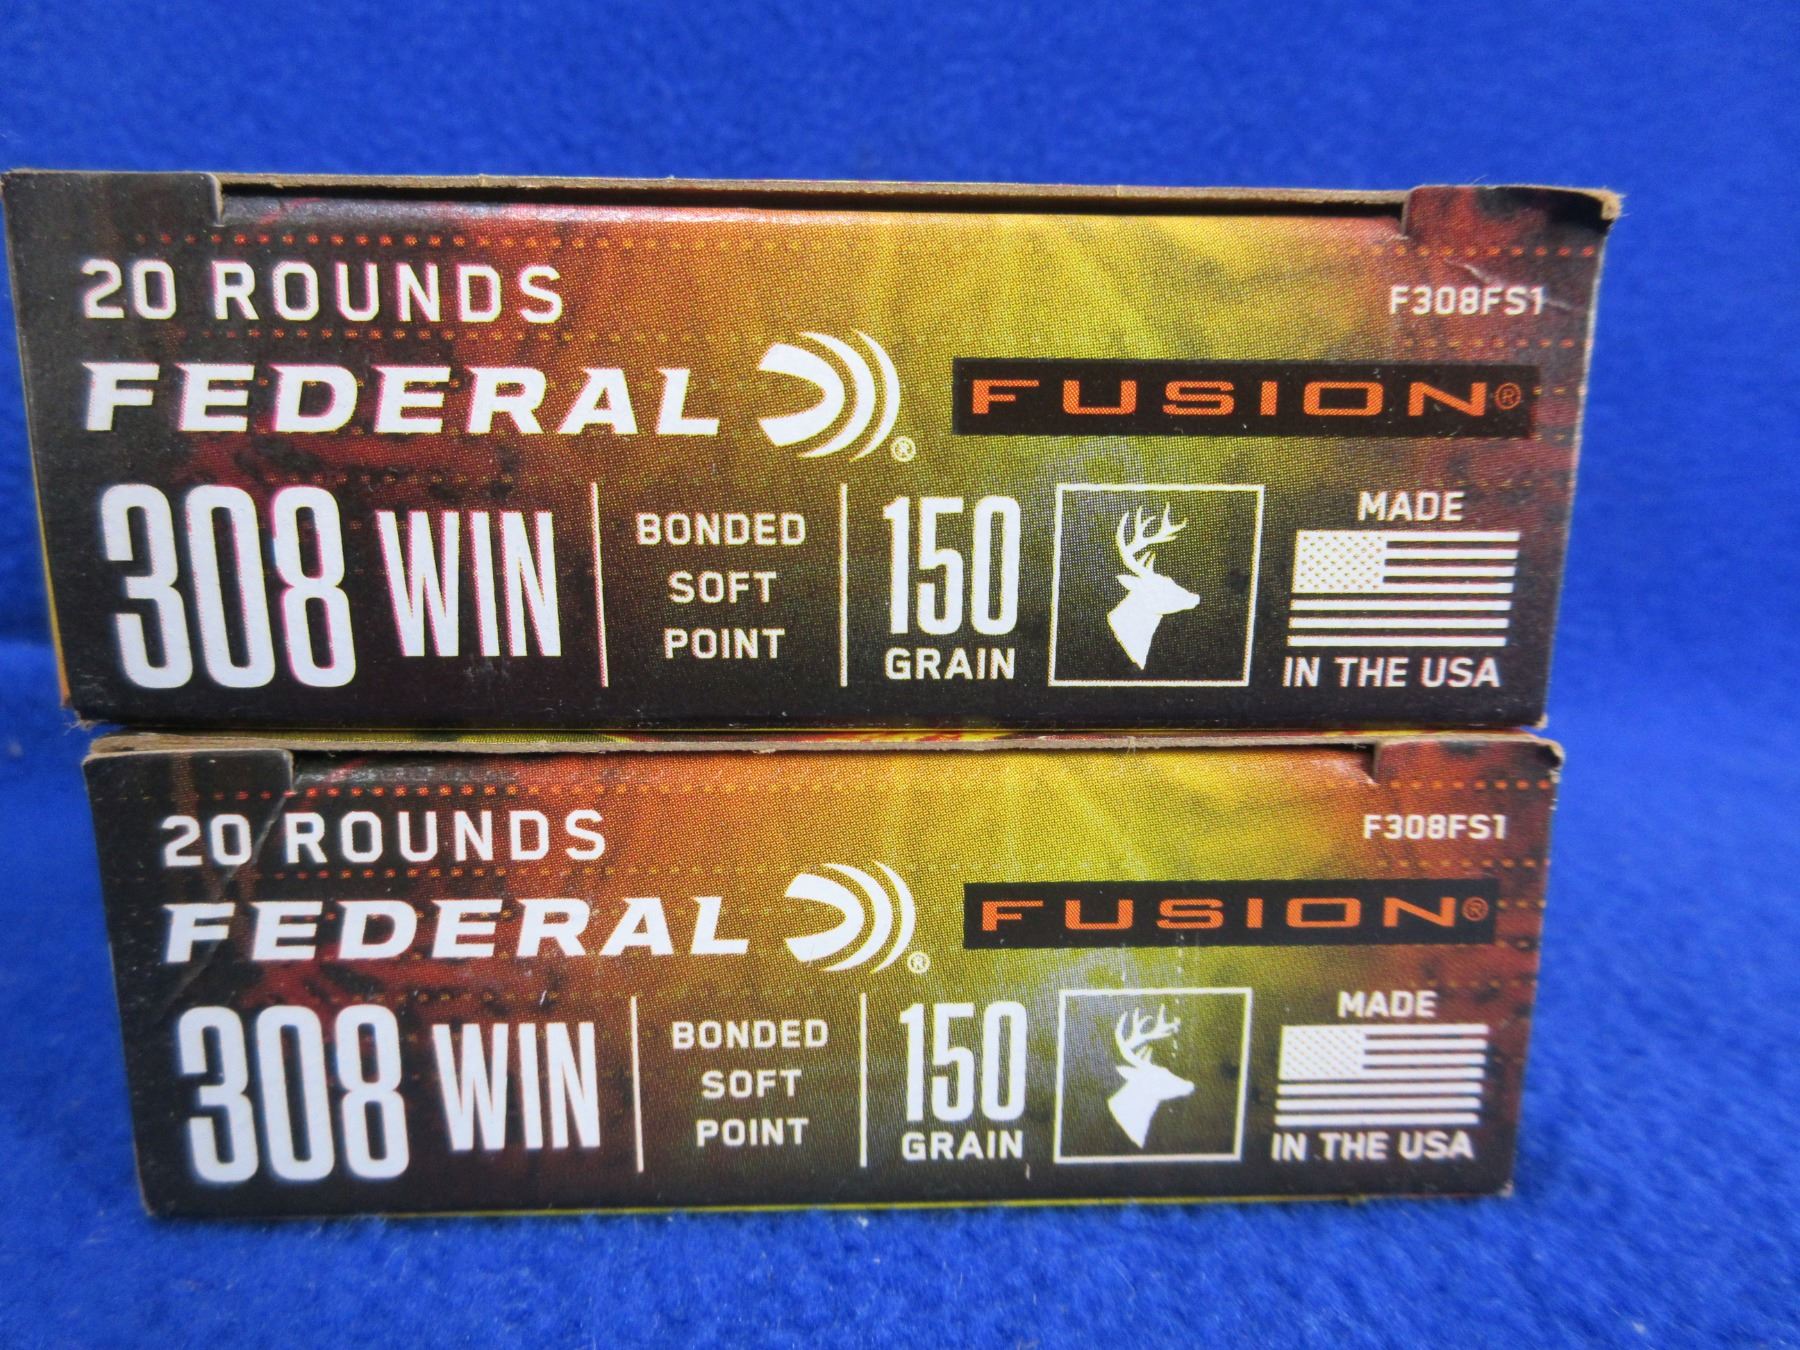 20 ROUNDS
F308FS1
FEDERAL®
FUSION®
308 WIN
BONDED
SOFT
POINT
150
GRAIN
MADE
IN THE USA
20 ROUNDS
F308FS1
FEDERAL®
FUSION®
308 WIN
BONDED
SOFT
POINT
150
GRAIN
MADE
IN THE USA